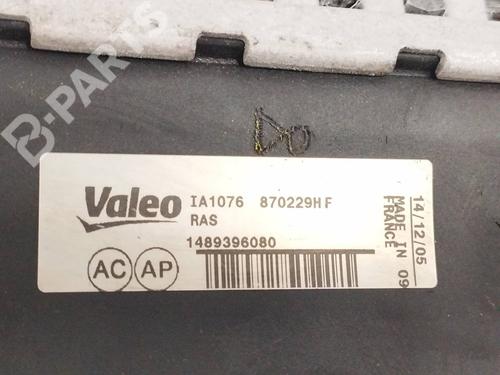 B-PARTS
Valeo
IA1076 870229HF
RAS
1489396080
AC AP
14/12/05
MADE IN 09
FRANCE